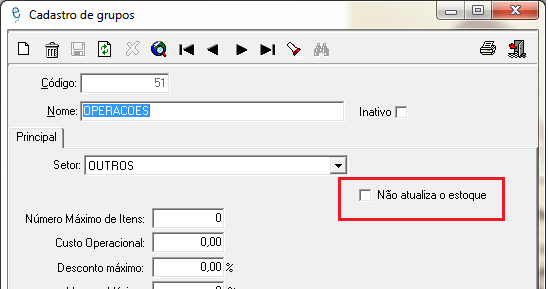 Cadastro de grupos
Código: 51
Nome: OPERACOES Inativo
Principal
Setor: OUTROS
Não atualiza o estoque
Número Máximo de Itens: 0
Custo Operacional: 0,00
Desconto máximo: 0,00 %